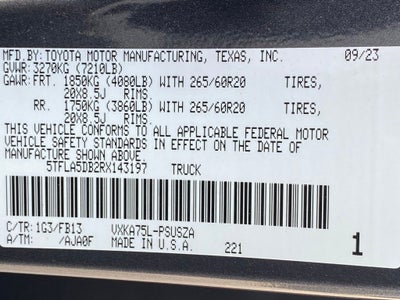 MFD.BY: TOYOTA MOTOR MANUFACTURING, TEXAS, INC. 09/23
GVWR: 3270KG (7210LB)
GAWR: FRT. 1850KG (4080LB) WITH 265/60R20 TIRES,
20X8.5J RIMS.
RR. 1750KG (3860LB) WITH 265/60R20 TIRES,
20X8.5J RIMS.
THIS VEHICLE CONFORMS TO ALL APPLICABLE FEDERAL MOTOR
VEHICLE SAFETY STANDARDS IN EFFECT ON THE DATE OF
MANUFACTURE SHOWN ABOVE.
5TFLA5DB2RX143197 TRUCK
C/TR: 1G3/FB13 VXKA75L-PSUSZA
A/TM: /AJA0F MADE IN U.S.A. 221 1